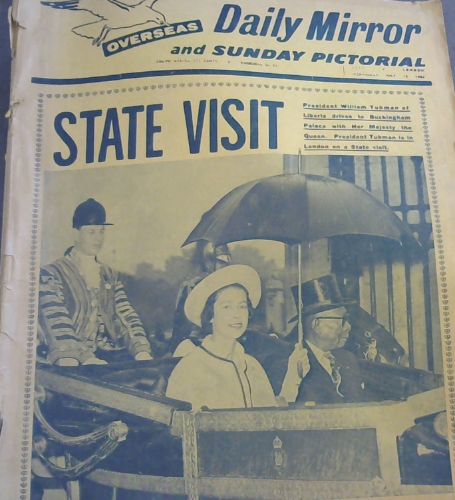 OVERSEAS
Daily Mirror
and SUNDAY PICTORIAL
LONDON
STATE VISIT
President William Tubman of
Liberia drives to Buckingham
Palace with Her Majesty the
Queen. President Tubman is in
London on a State visit.